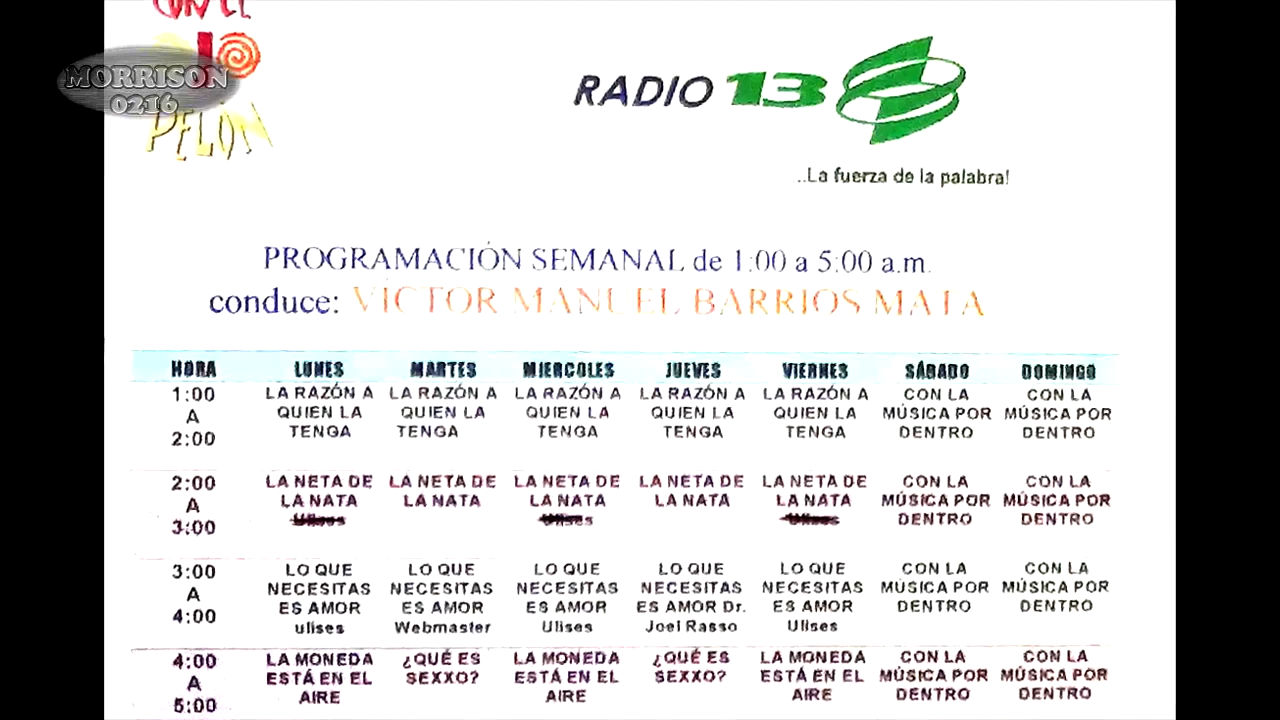 CON EL
MORRISON
0216
PELÓN
RADIO 13
..La fuerza de la palabra!
PROGRAMACIÓN SEMANAL de 1:00 a 5:00 a.m.
conduce: VÍCTOR MANUEL BARRIOS MATA
HORA LUNES MARTES MIERCOLES JUEVES VIERNES SÁBADO DOMINGO
1:00 LA RAZÓN A LA RAZÓN A LA RAZÓN A LA RAZÓN A LA RAZÓN A CON LA CON LA
A QUIEN LA QUIEN LA QUIEN LA QUIEN LA QUIEN LA MÚSICA POR MÚSICA POR
2:00 TENGA TENGA TENGA TENGA TENGA DENTRO DENTRO
2:00 LA NETA DE LA NETA DE LA NETA DE LA NETA DE LA NETA DE CON LA CON LA
A LA NATA LA NATA LA NATA LA NATA LA NATA MÚSICA POR MÚSICA POR
3:00 Ulises Ulises Ulises DENTRO DENTRO
3:00 LO QUE LO QUE LO QUE LO QUE LO QUE CON LA CON LA
A NECESITAS NECESITAS NECESITAS NECESITAS NECESITAS MÚSICA POR MÚSICA POR
4:00 ES AMOR ES AMOR ES AMOR ES AMOR Dr. ES AMOR DENTRO DENTRO
ulises Webmaster Ulises Joel Rasso Ulises
4:00 LA MONEDA ¿QUÉ ES LA MONEDA ¿QUÉ ES LA MONEDA CON LA CON LA
A ESTÁ EN EL SEXXO? ESTÁ EN EL SEXXO? ESTÁ EN EL MÚSICA POR MÚSICA POR
5:00 AIRE AIRE AIRE DENTRO DENTRO